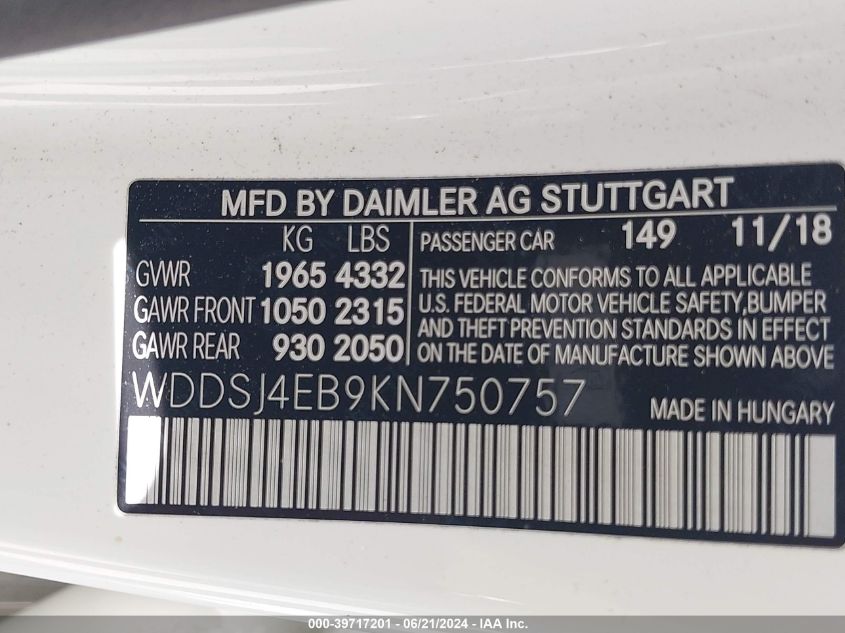 MFD BY DAIMLER AG STUTTGART
KG LBS
GVWR 1965 4332
GAWR FRONT 1050 2315
GAWR REAR 930 2050
PASSENGER CAR 149 11/18
THIS VEHICLE CONFORMS TO ALL APPLICABLE
U.S. FEDERAL MOTOR VEHICLE SAFETY,BUMPER
AND THEFT PREVENTION STANDARDS IN EFFECT
ON THE DATE OF MANUFACTURE SHOWN ABOVE
WDDSJ4EB9KN750757
MADE IN HUNGARY
000-39717201 - 06/21/2024 - IAA Inc.